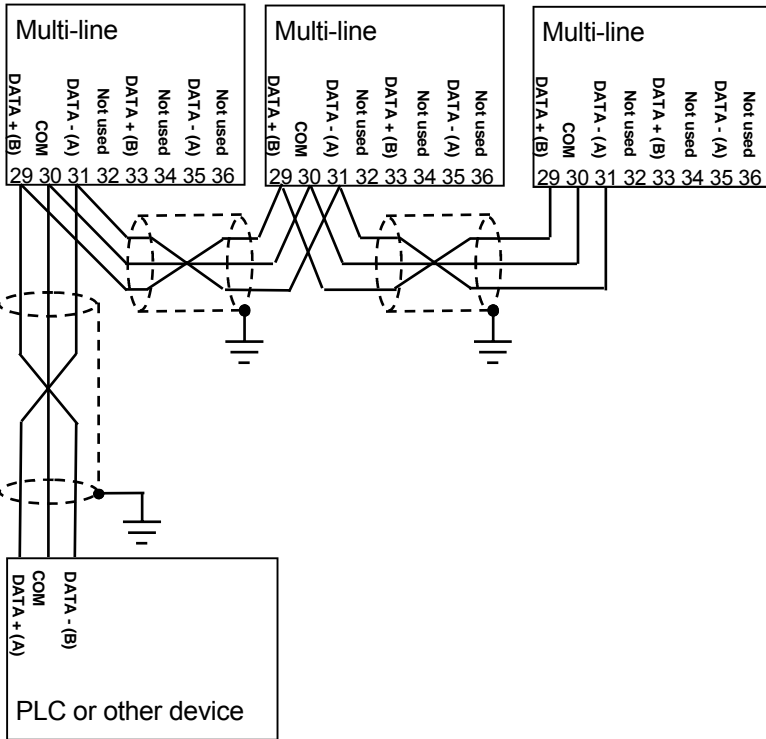 Multi-line
DATA + (B)
COM
DATA - (A)
Not used
DATA + (B)
Not used
DATA - (A)
Not used
29 30 31 32 33 34 35 36
Multi-line
DATA + (B)
COM
DATA - (A)
Not used
DATA + (B)
Not used
DATA - (A)
Not used
29 30 31 32 33 34 35 36
Multi-line
DATA + (B)
COM
DATA - (A)
Not used
DATA + (B)
Not used
DATA - (A)
Not used
29 30 31 32 33 34 35 36
DATA + (A)
COM
DATA - (B)
PLC or other device